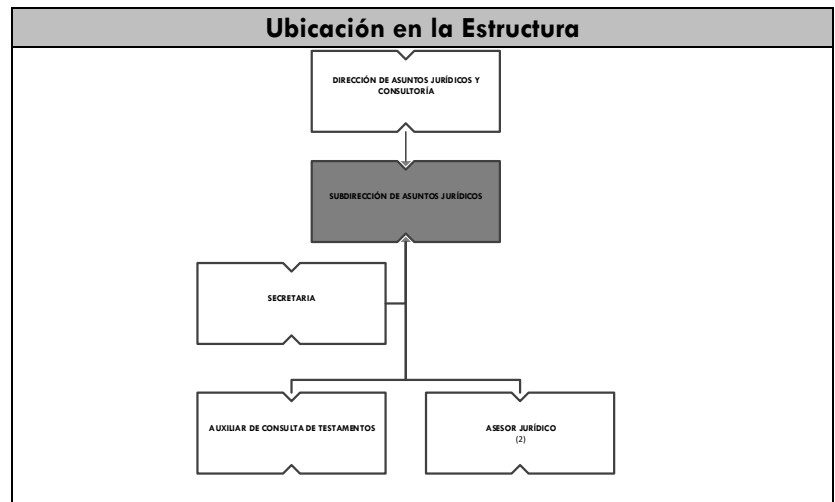 Ubicación en la Estructura
DIRECCIÓN DE ASUNTOS JURÍDICOS Y
CONSULTORÍA
SUBDIRECCIÓN DE ASUNTOS JURÍDICOS
SECRETARIA
AUXILIAR DE CONSULTA DE TESTAMENTOS
ASESOR JURÍDICO
(2)